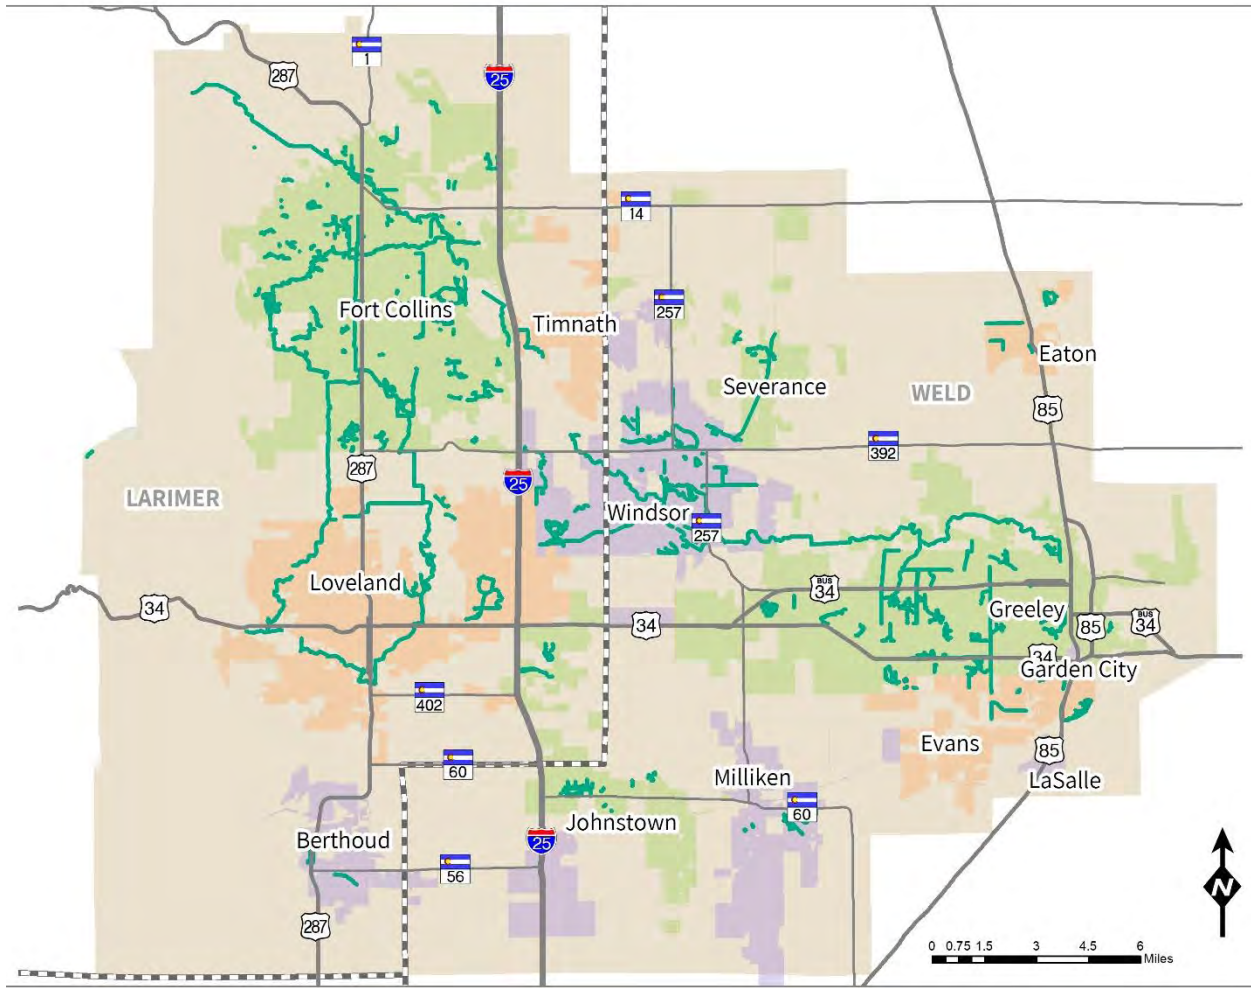 1
287
25
14
257
Fort Collins
Timnath
Eaton
Severance
WELD
85
392
287
25
LARIMER
Windsor
257
Loveland
34
BUS
34
Greeley
34
85
BUS
34
34
Garden City
402
Evans
85
60
Milliken
LaSalle
60
Johnstown
25
Berthoud
56
N
287
0 0.75 1.5 3 4.5 6
Miles